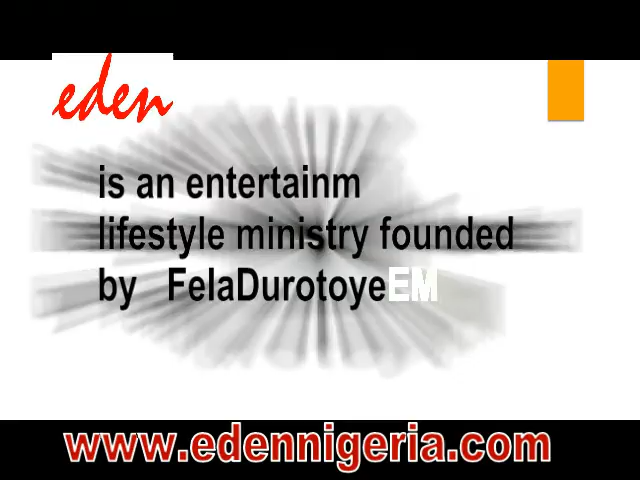 eden
is an entertainm
lifestyle ministry founded
by FelaDurotoyeEM
www.edennigeria.com